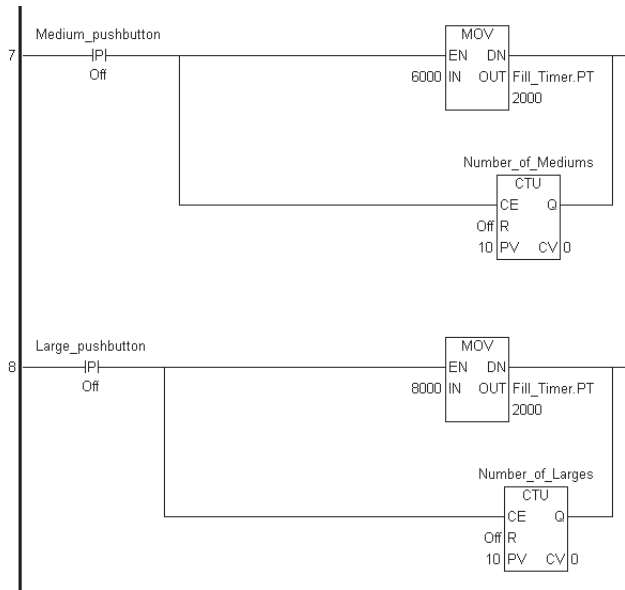 Medium_pushbutton
MOV
7
P
EN DN
Off
6000 IN OUT Fill_Timer.PT
2000
Number_of_Mediums
CTU
CE Q
Off R
10 PV CV 0
Large_pushbutton
MOV
8
P
EN DN
Off
8000 IN OUT Fill_Timer.PT
2000
Number_of_Larges
CTU
CE Q
Off R
10 PV CV 0